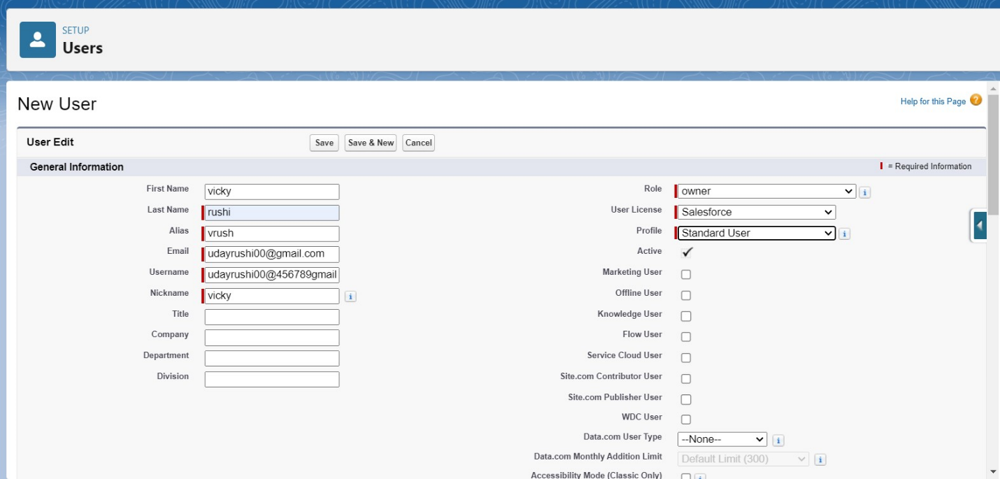 SETUP
Users
New User
Help for this Page ?
User Edit Save Save & New Cancel
General Information = Required Information
First Name vicky
Last Name rushi
Alias vrush
Email udayrushi00@gmail.com
Username udayrushi00@456789gmail
Nickname vicky i
Title
Company
Department
Division
Role owner i
User License Salesforce
Profile Standard User i
Active
Marketing User
Offline User
Knowledge User
Flow User
Service Cloud User
Site.com Contributor User
Site.com Publisher User
WDC User
Data.com User Type --None-- i
Data.com Monthly Addition Limit Default Limit (300) i
Accessibility Mode (Classic Only) i